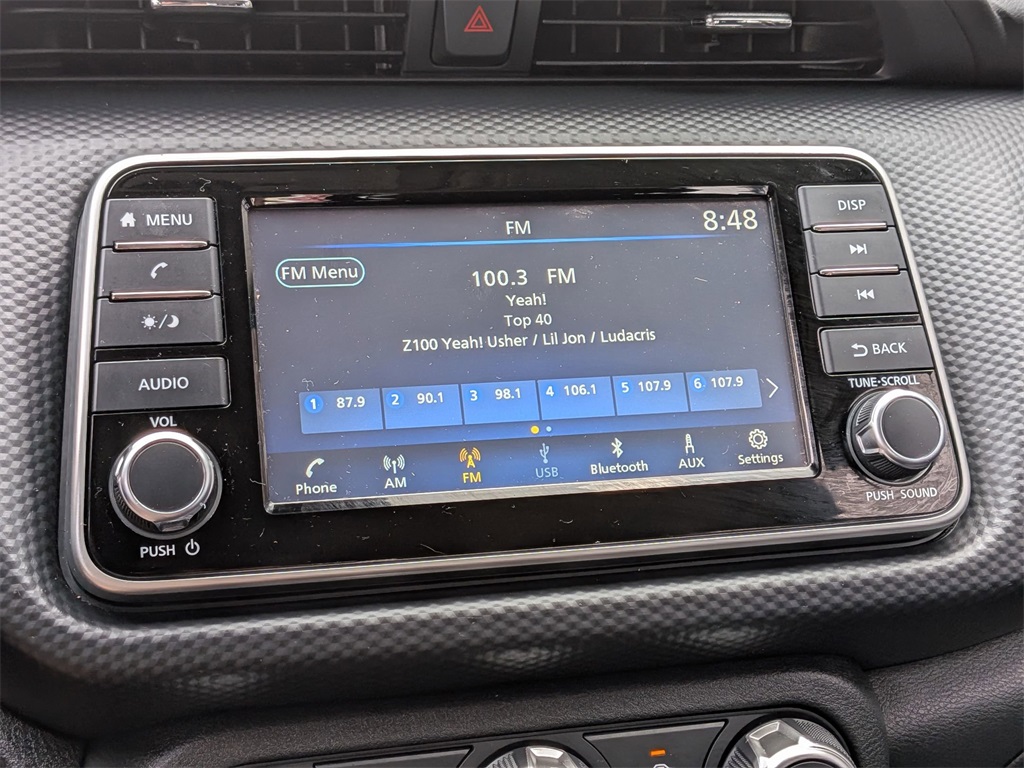 MENU
AUDIO
VOL
PUSH
FM
8:48
FM Menu
100.3 FM
Yeah!
Top 40
Z100 Yeah! Usher / Lil Jon / Ludacris
1 87.9 2 90.1 3 98.1 4 106.1 5 107.9 6 107.9
Phone AM FM USB Bluetooth AUX Settings
DISP
BACK
TUNE·SCROLL
PUSH SOUND